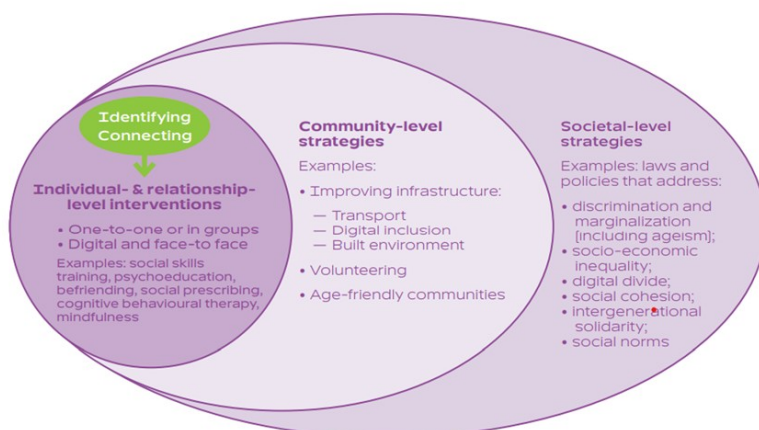 Identifying
Connecting
Individual- & relationship-
level interventions
• One-to-one or in groups
• Digital and face-to face
Examples: social skills
training, psychoeducation,
befriending, social prescribing,
cognitive behavioural therapy,
mindfulness
Community-level
strategies
Examples:
• Improving infrastructure:
— Transport
— Digital inclusion
— Built environment
• Volunteering
• Age-friendly communities
Societal-level
strategies
Examples: laws and
policies that address:
• discrimination and
marginalization
[including ageism];
• socio-economic
inequality;
• digital divide;
• social cohesion;
• intergenerational
solidarity;
• social norms